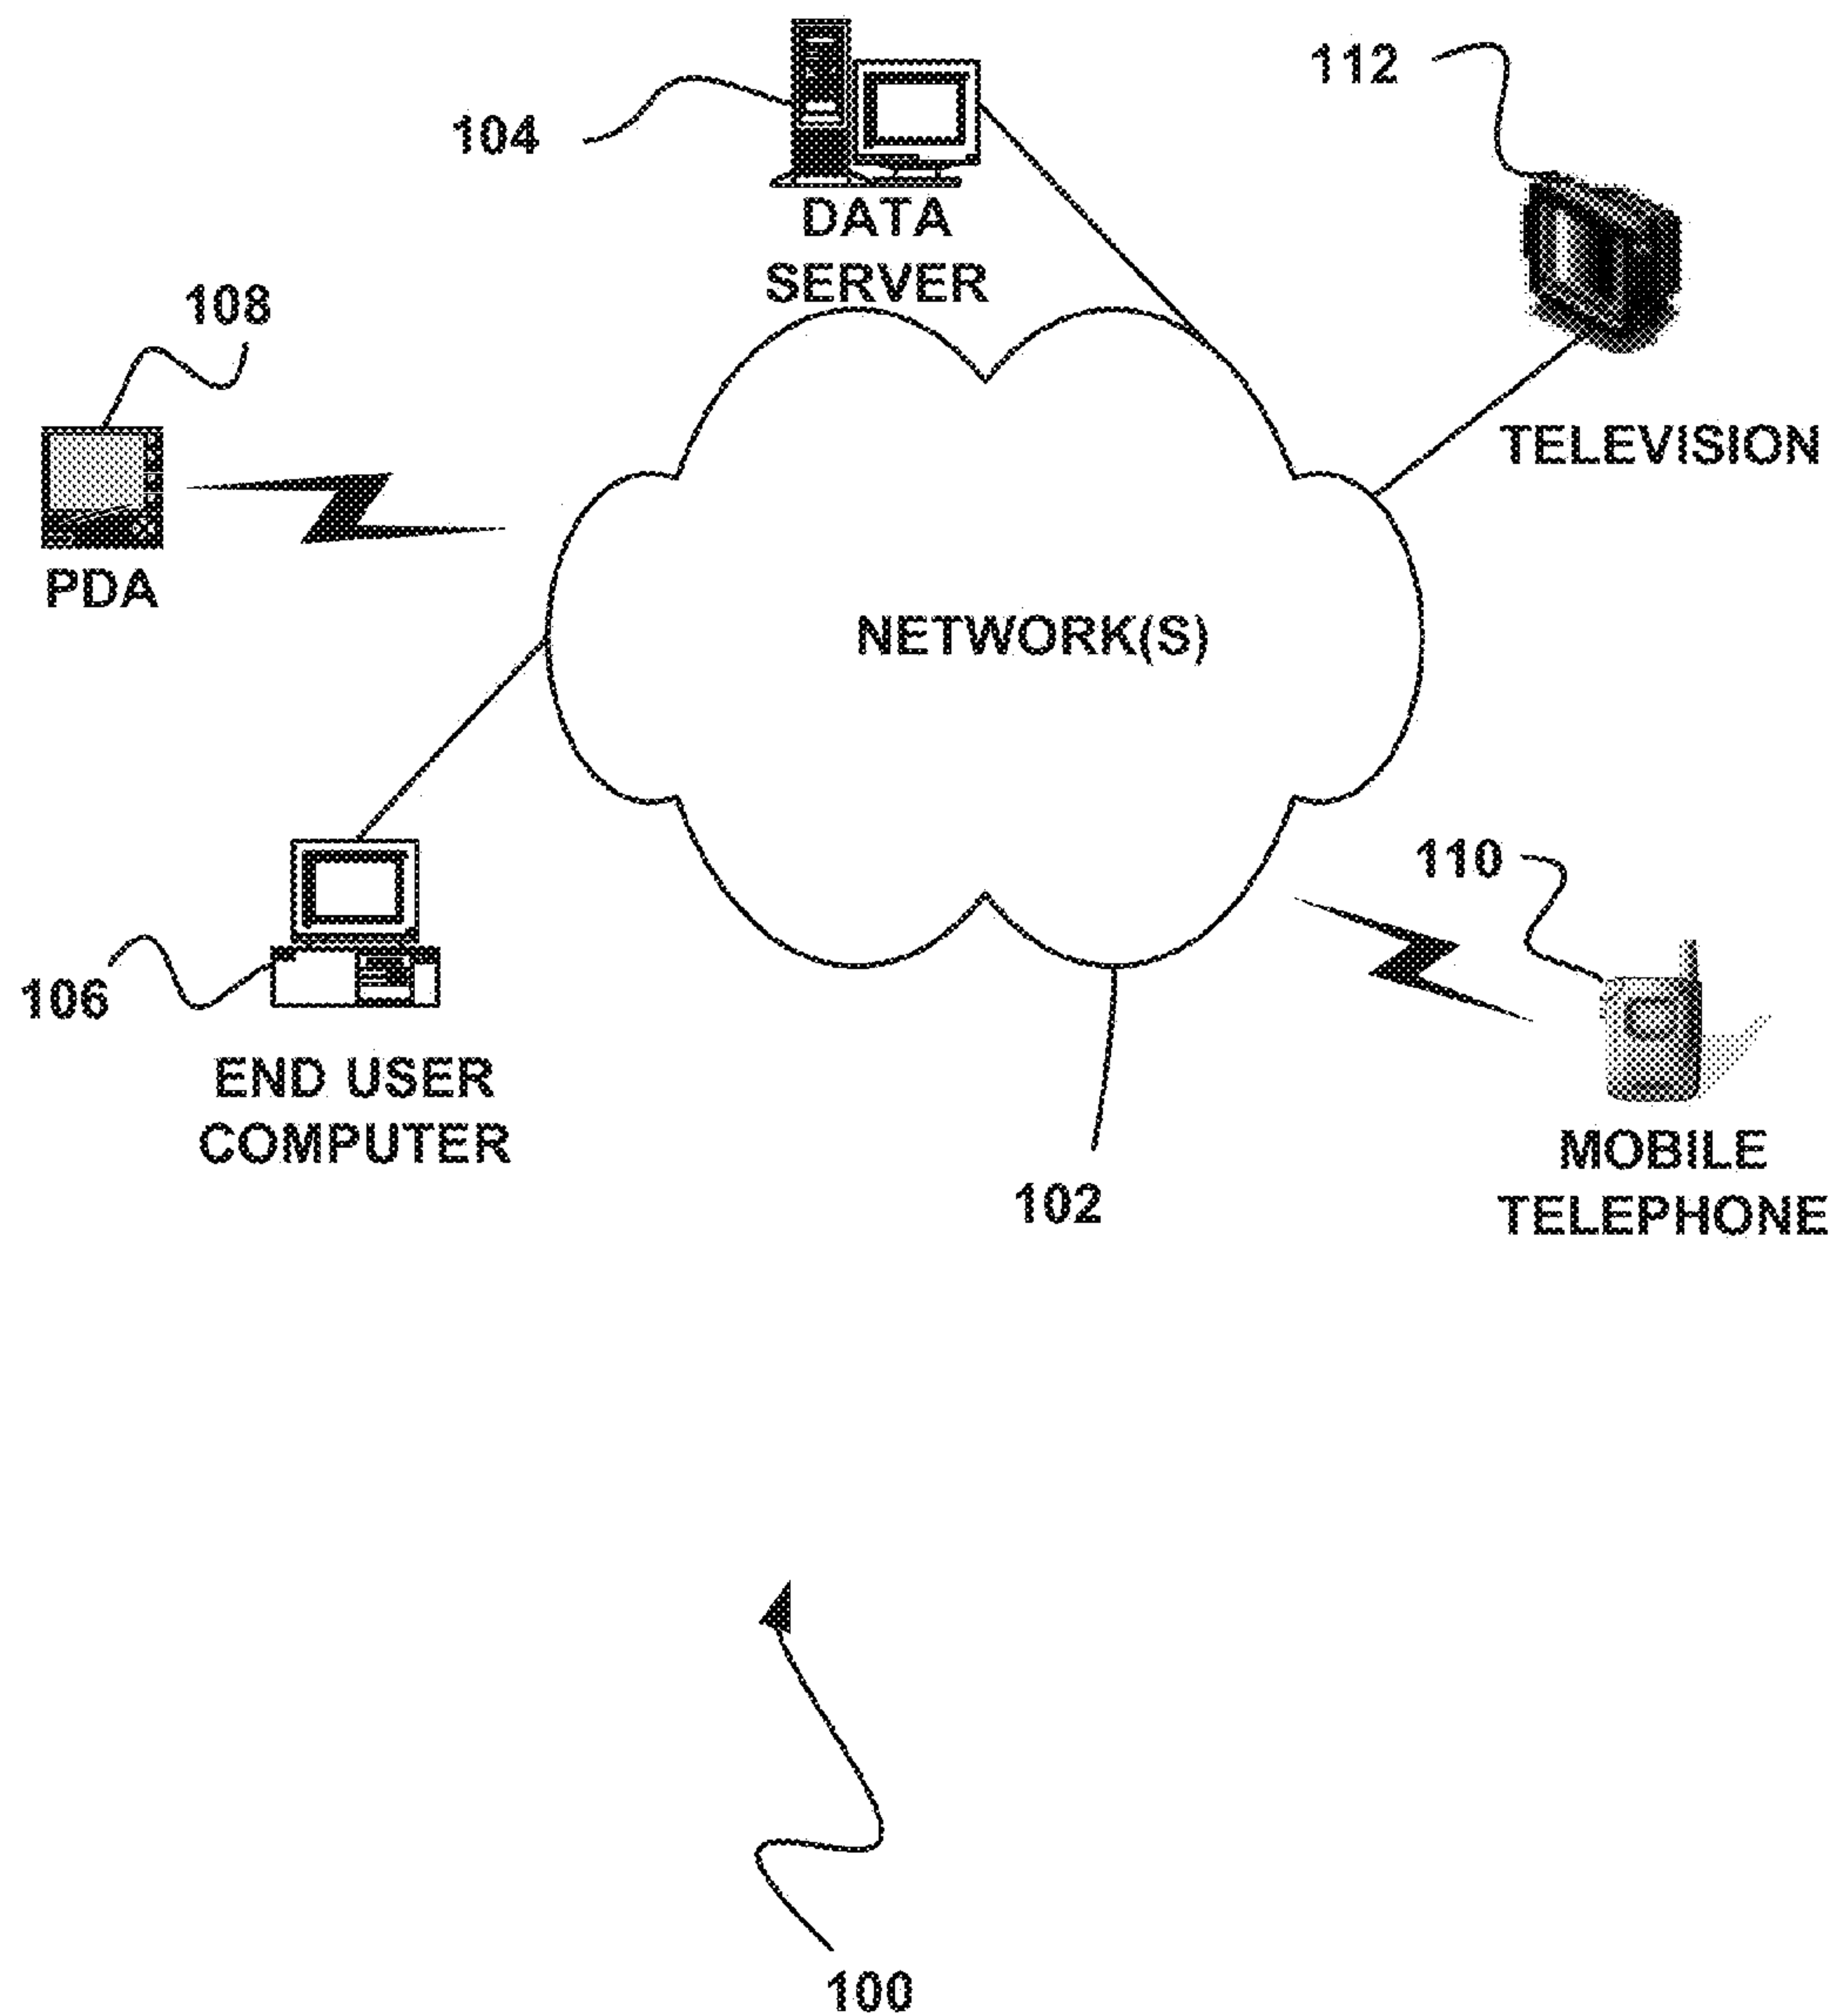 112
104
DATA
SERVER
108
TELEVISION
PDA
NETWORK(S)
110
106
END USER
COMPUTER
MOBILE
TELEPHONE
102
100